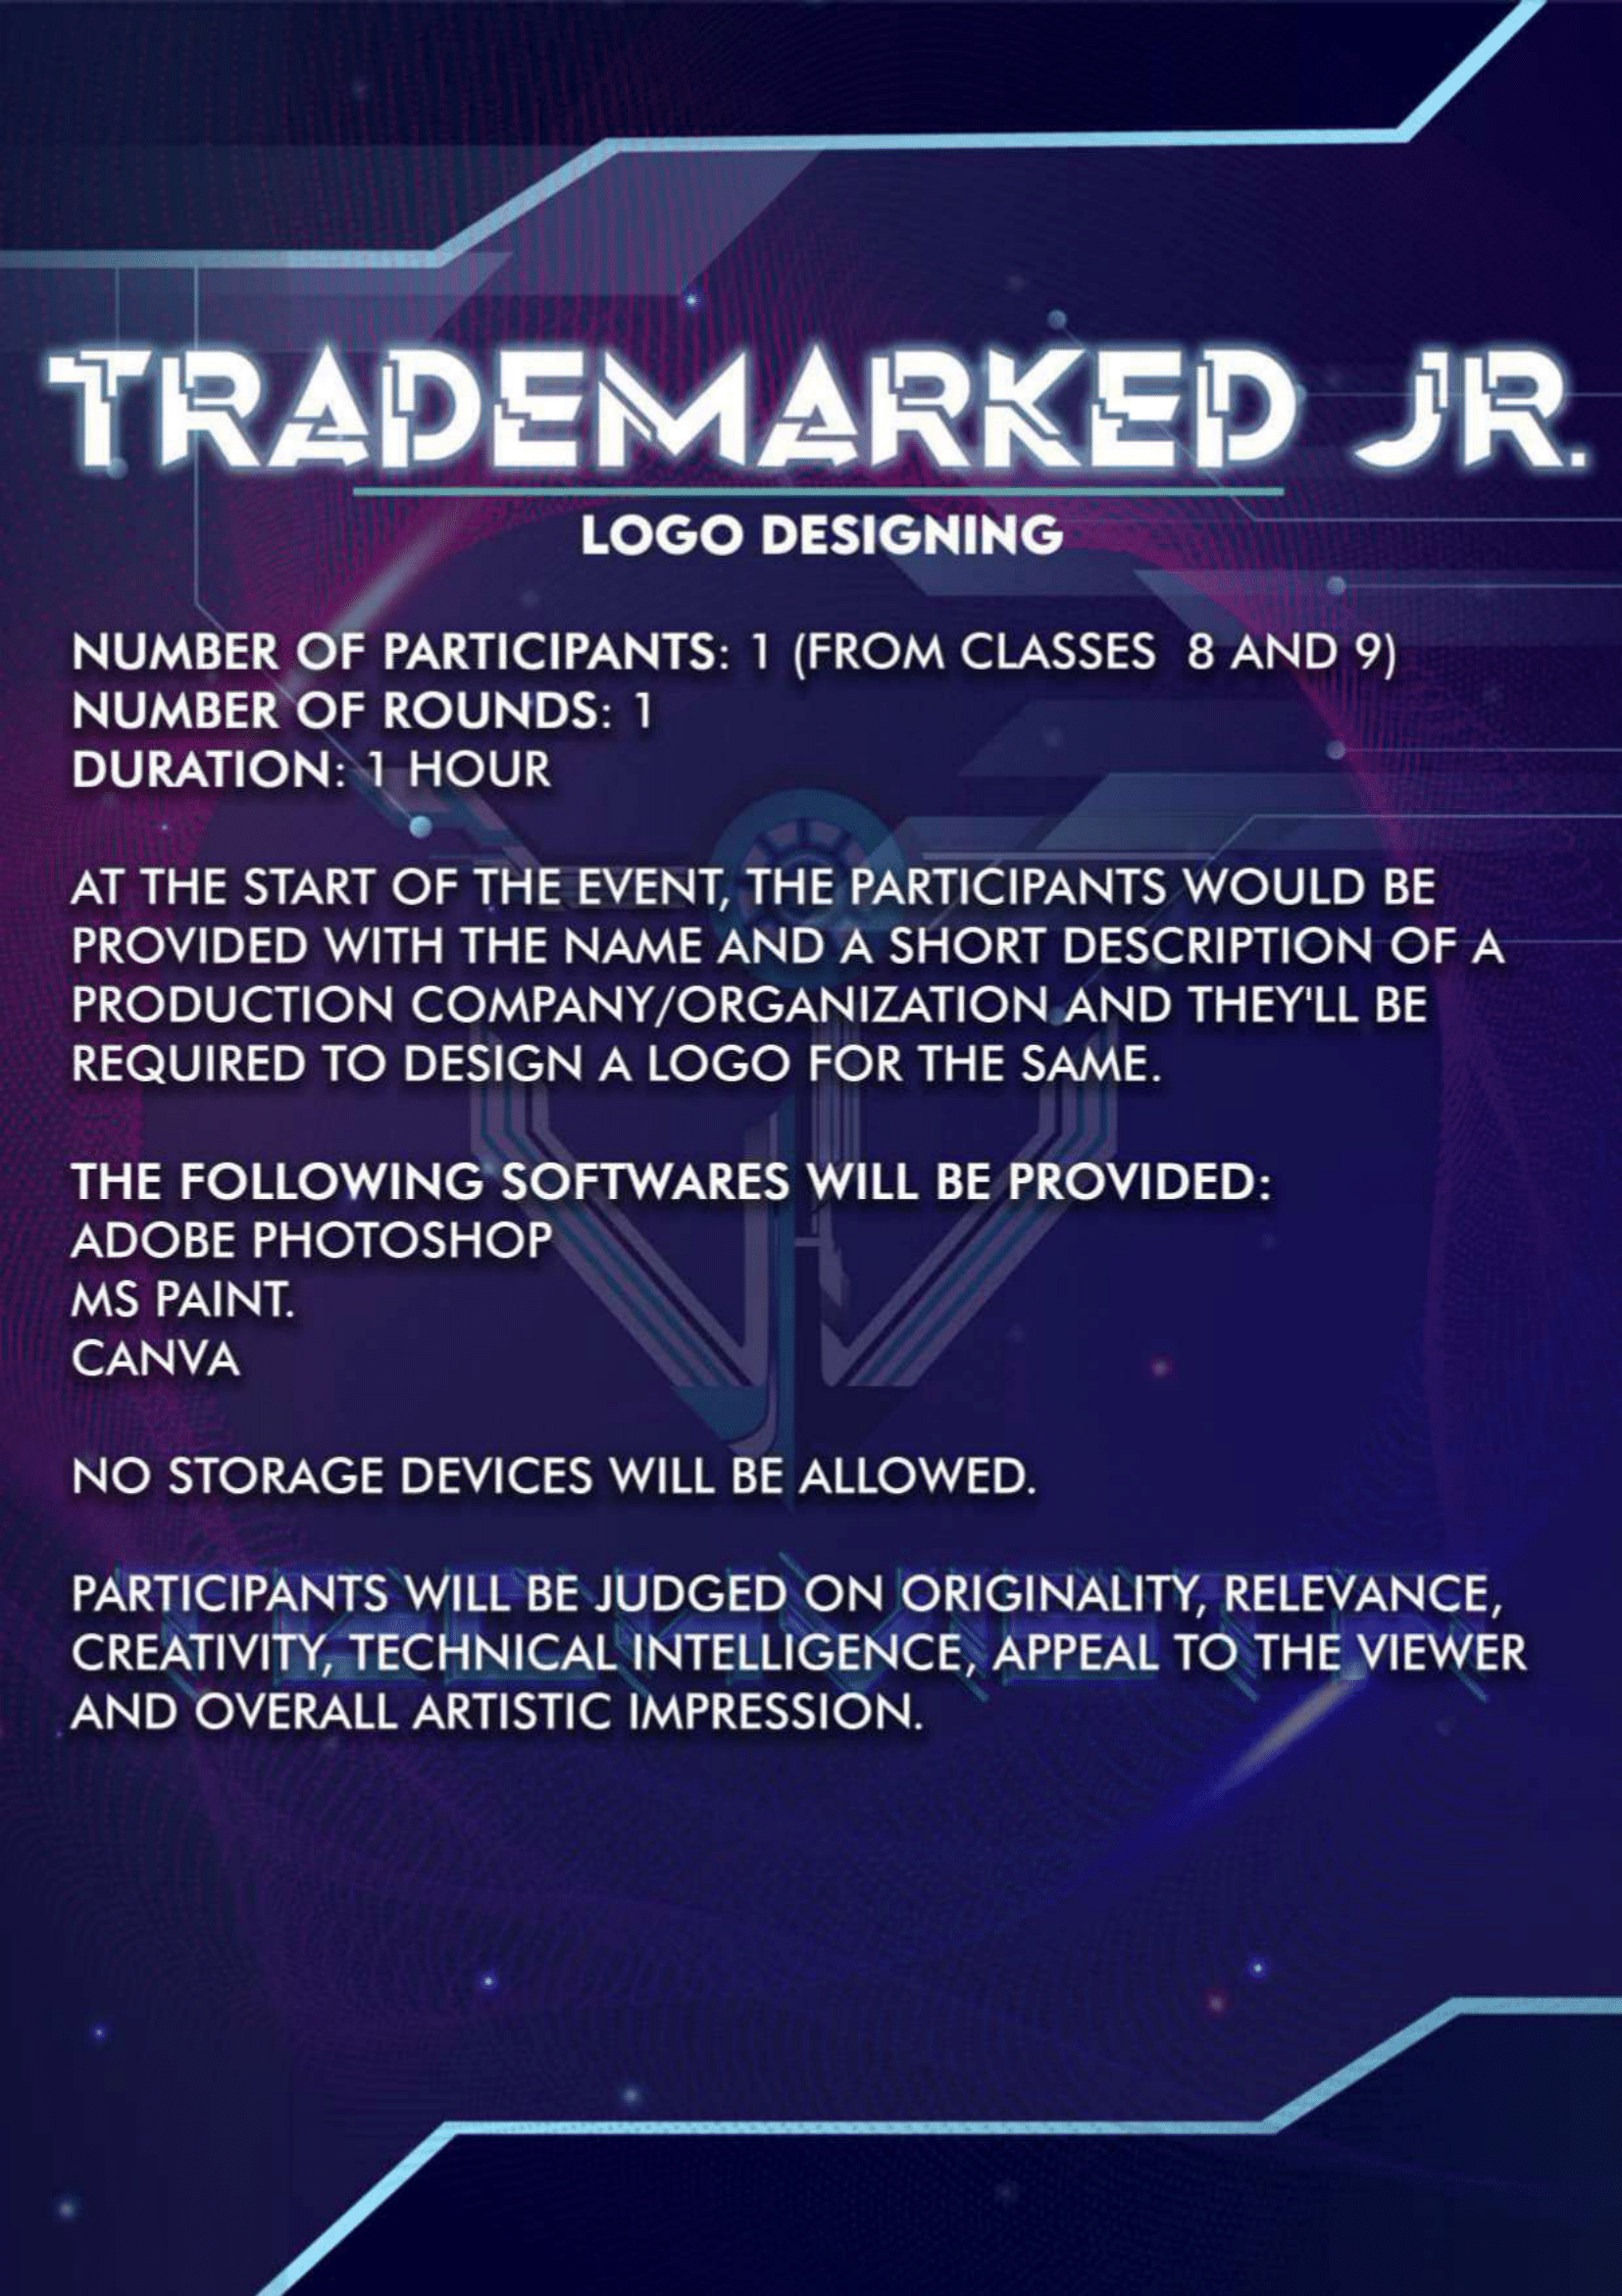 TRADEMARKED JR.
LOGO DESIGNING
NUMBER OF PARTICIPANTS: 1 (FROM CLASSES 8 AND 9)
NUMBER OF ROUNDS: 1
DURATION: 1 HOUR
AT THE START OF THE EVENT, THE PARTICIPANTS WOULD BE
PROVIDED WITH THE NAME AND A SHORT DESCRIPTION OF A
PRODUCTION COMPANY/ORGANIZATION AND THEY'LL BE
REQUIRED TO DESIGN A LOGO FOR THE SAME.
THE FOLLOWING SOFTWARES WILL BE PROVIDED:
ADOBE PHOTOSHOP
MS PAINT.
CANVA
NO STORAGE DEVICES WILL BE ALLOWED.
PARTICIPANTS WILL BE JUDGED ON ORIGINALITY, RELEVANCE,
CREATIVITY, TECHNICAL INTELLIGENCE, APPEAL TO THE VIEWER
AND OVERALL ARTISTIC IMPRESSION.